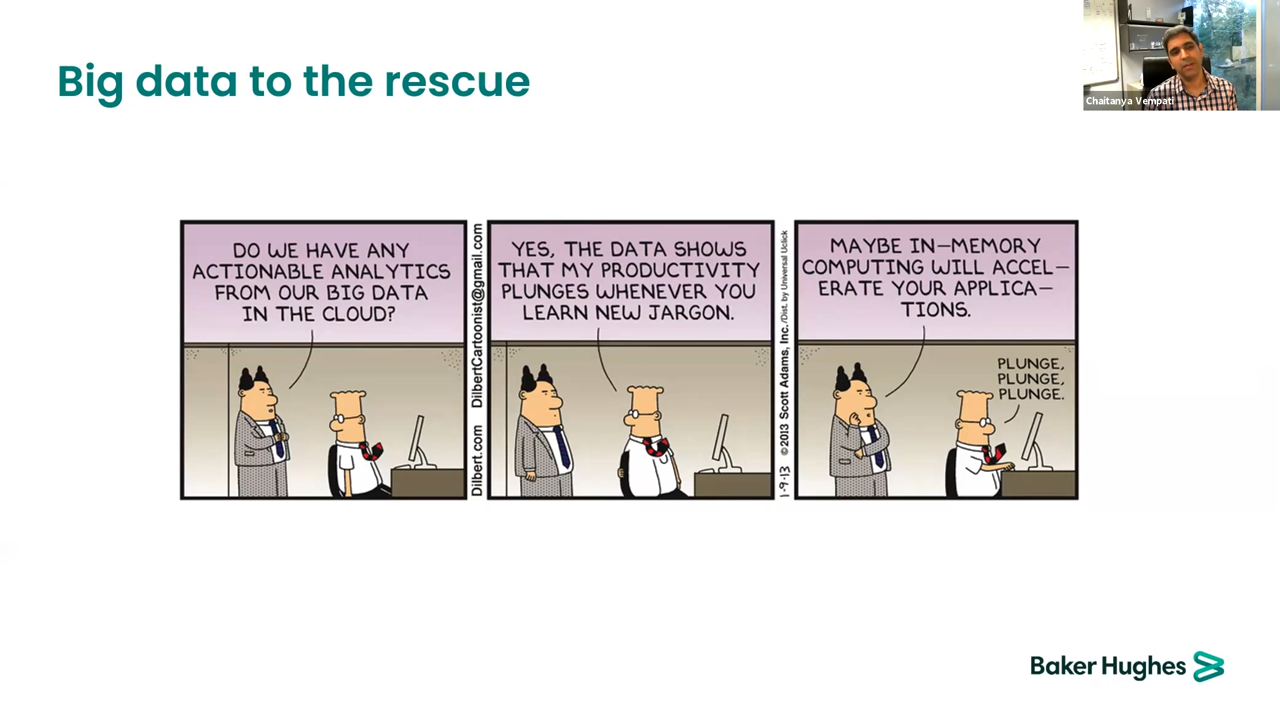 Big data to the rescue
Chaitanya Vempati
DO WE HAVE ANY
ACTIONABLE ANALYTICS
FROM OUR BIG DATA
IN THE CLOUD?
Dilbert.com DilbertCartoonist@gmail.com
YES, THE DATA SHOWS
THAT MY PRODUCTIVITY
PLUNGES WHENEVER YOU
LEARN NEW JARGON.
1-9-13 ©2013 Scott Adams, Inc. /Dist. by Universal Uclick
MAYBE IN-MEMORY
COMPUTING WILL ACCEL-
ERATE YOUR APPLICA-
TIONS.
PLUNGE,
PLUNGE,
PLUNGE.
Baker Hughes